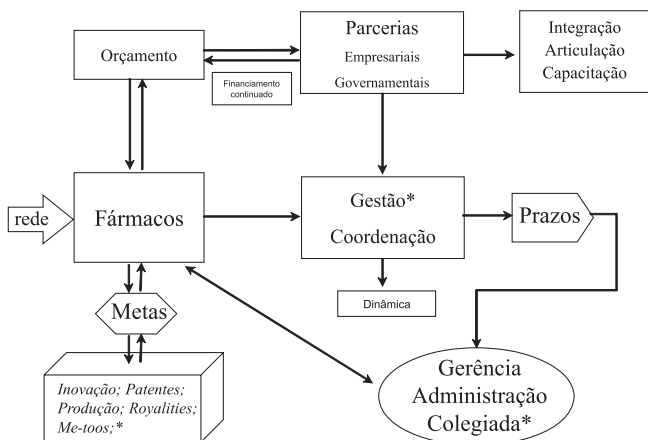 Orçamento
Financiamento
continuado
Parcerias
Empresariais
Governamentais
Integração
Articulação
Capacitação
rede
Fármacos
Gestão*
Coordenação
Prazos
Dinâmica
Metas
Inovação; Patentes;
Produção; Royalities;
Me-toos;*
Gerência
Administração
Colegiada*